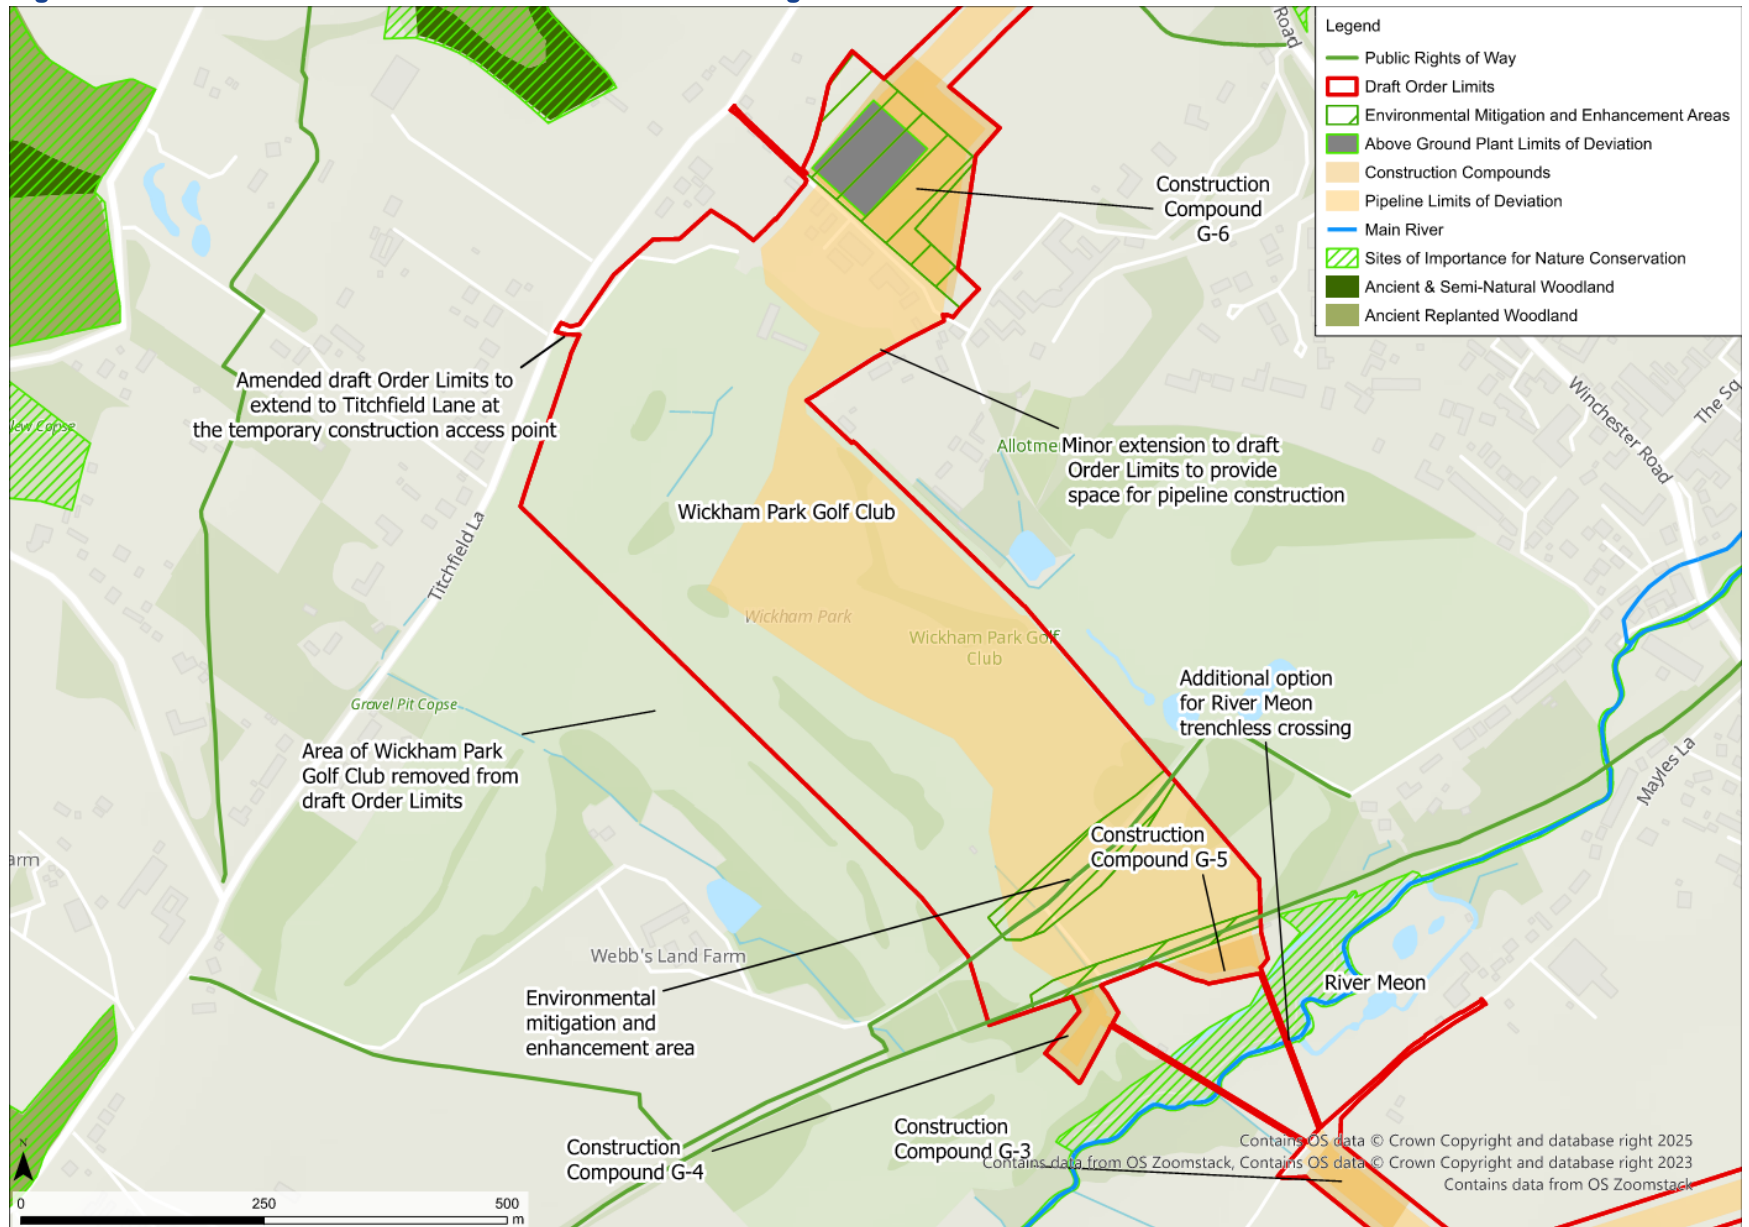 Legend
Public Rights of Way
Draft Order Limits
Environmental Mitigation and Enhancement Areas
Above Ground Plant Limits of Deviation
Construction Compounds
Pipeline Limits of Deviation
Main River
Sites of Importance for Nature Conservation
Ancient & Semi-Natural Woodland
Ancient Replanted Woodland
Road
Construction
Compound
G-6
Amended draft Order Limits to
extend to Titchfield Lane at
the temporary construction access point
Winchester Road
The Sq
Allotme
Minor extension to draft
Order Limits to provide
space for pipeline construction
Wickham Park Golf Club
Titchfield La
Wickham Park
Wickham Park Golf
Club
Gravel Pit Copse
Additional option
for River Meon
trenchless crossing
Area of Wickham Park
Golf Club removed from
draft Order Limits
Mayles La
Construction
Compound G-5
arm
Webb's Land Farm
River Meon
Environmental
mitigation and
enhancement area
Construction
Compound G-4
Construction
Compound G-3
Contains OS data © Crown Copyright and database right 2025
Contains data from OS Zoomstack, Contains OS data © Crown Copyright and database right 2023
Contains data from OS Zoomstack
N
0 250 500
m